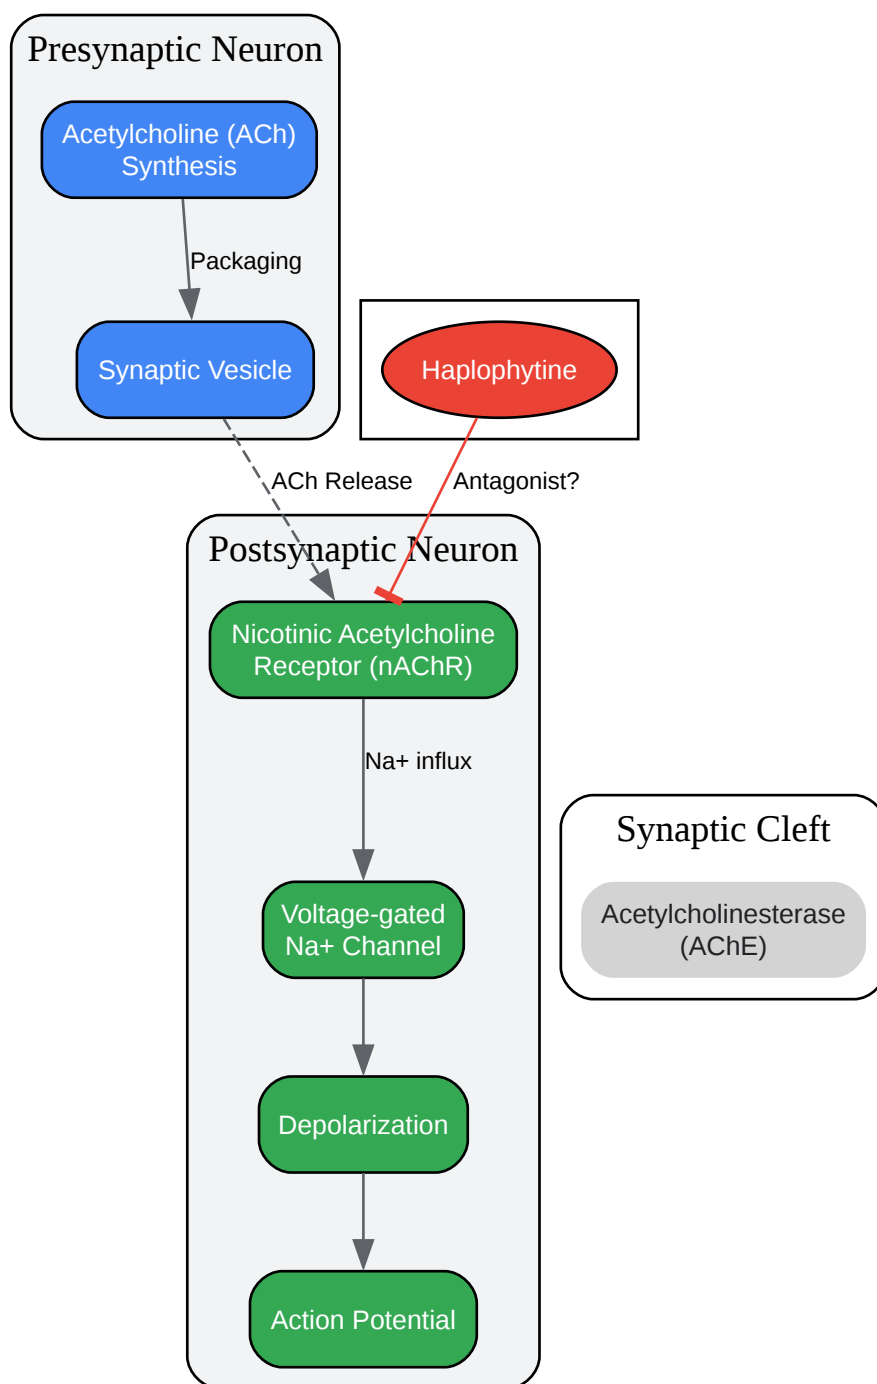 Presynaptic Neuron
Acetylcholine (ACh)
Synthesis
Packaging
Synaptic Vesicle
Haplophytine
ACh Release
Antagonist?
Postsynaptic Neuron
Nicotinic Acetylcholine
Receptor (nAChR)
Na+ influx
Synaptic Cleft
Voltage-gated
Na+ Channel
Acetylcholinesterase
(AChE)
Depolarization
Action Potential